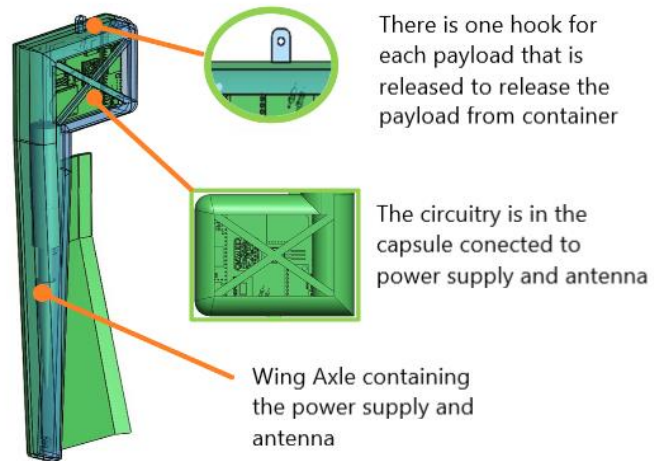 There is one hook for
each payload that is
released to release the
payload from container
The circuitry is in the
capsule conected to
power supply and antenna
Wing Axle containing
the power supply and
antenna